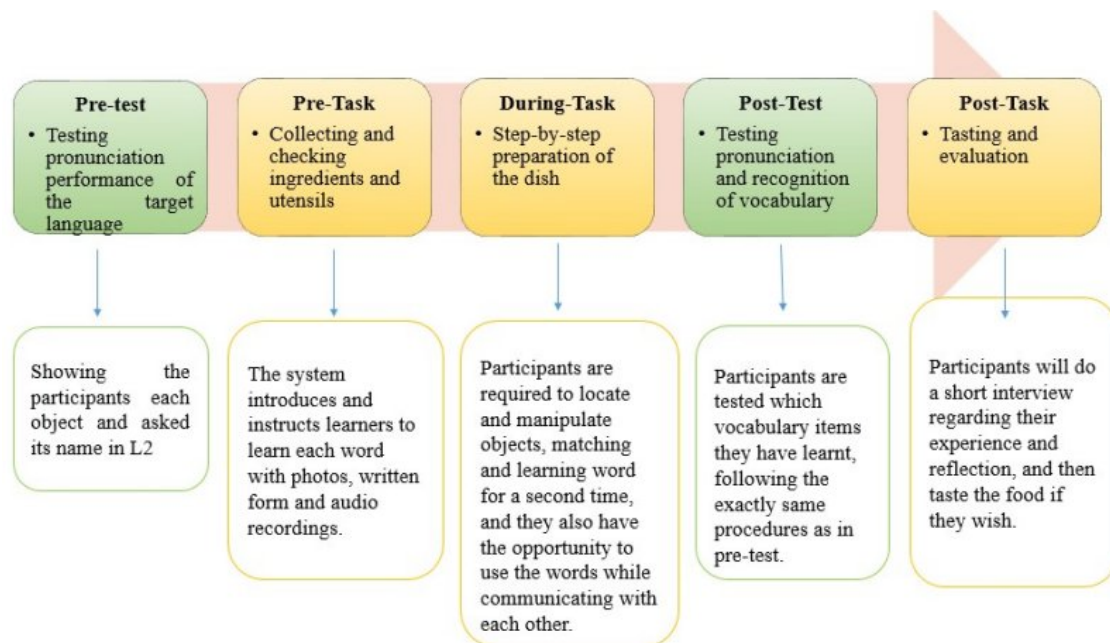 Pre-test
• Testing
pronunciation
performance of
the target
language
Pre-Task
• Collecting and
checking
ingredients and
utensils
During-Task
• Step-by-step
preparation of
the dish
Post-Test
• Testing
pronunciation
and recognition
of vocabulary
Post-Task
• Tasting and
evaluation
Showing the
participants each
object and asked
its name in L2
The system
introduces and
instructs learners to
learn each word
with photos, written
form and audio
recordings.
Participants are
required to locate
and manipulate
objects, matching
and learning word
for a second time,
and they also have
the opportunity to
use the words while
communicating with
each other.
Participants are
tested which
vocabulary items
they have learnt,
following the
exactly same
procedures as in
pre-test.
Participants will do
a short interview
regarding their
experience and
reflection, and then
taste the food if
they wish.